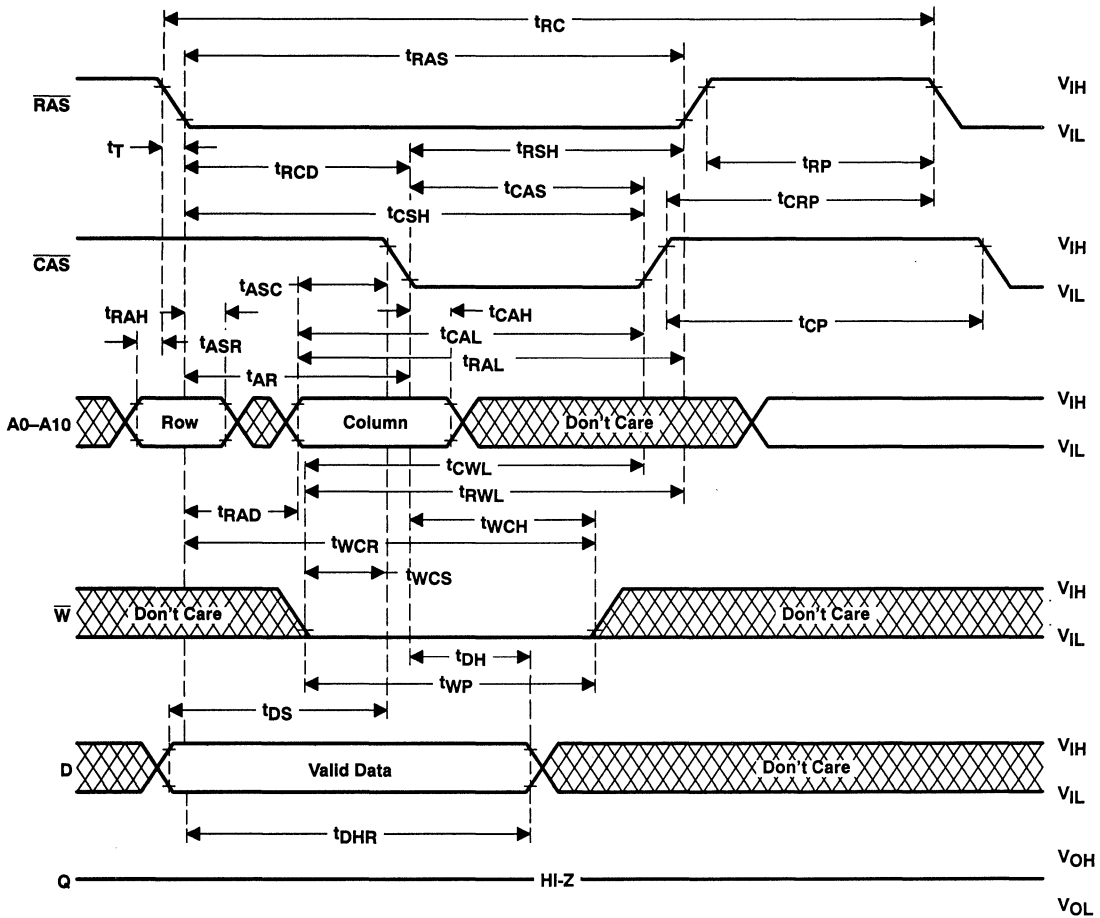 tRC
tRAS
RAS
VIH
VIL
tT
tRCD
tRSH
tRP
tCAS
tCRP
tCSH
CAS
VIH
VIL
tASC
tRAH
tCAH
tCP
tASR
tCAL
tRAL
tAR
A0–A10
Row
Column
Don't Care
VIH
VIL
tCWL
tRWL
tRAD
tWCH
tWCR
tWCS
W
Don't Care
Don't Care
VIH
VIL
tDH
tWP
tDS
D
Valid Data
Don't Care
VIH
VIL
tDHR
Q
HI-Z
VOH
VOL